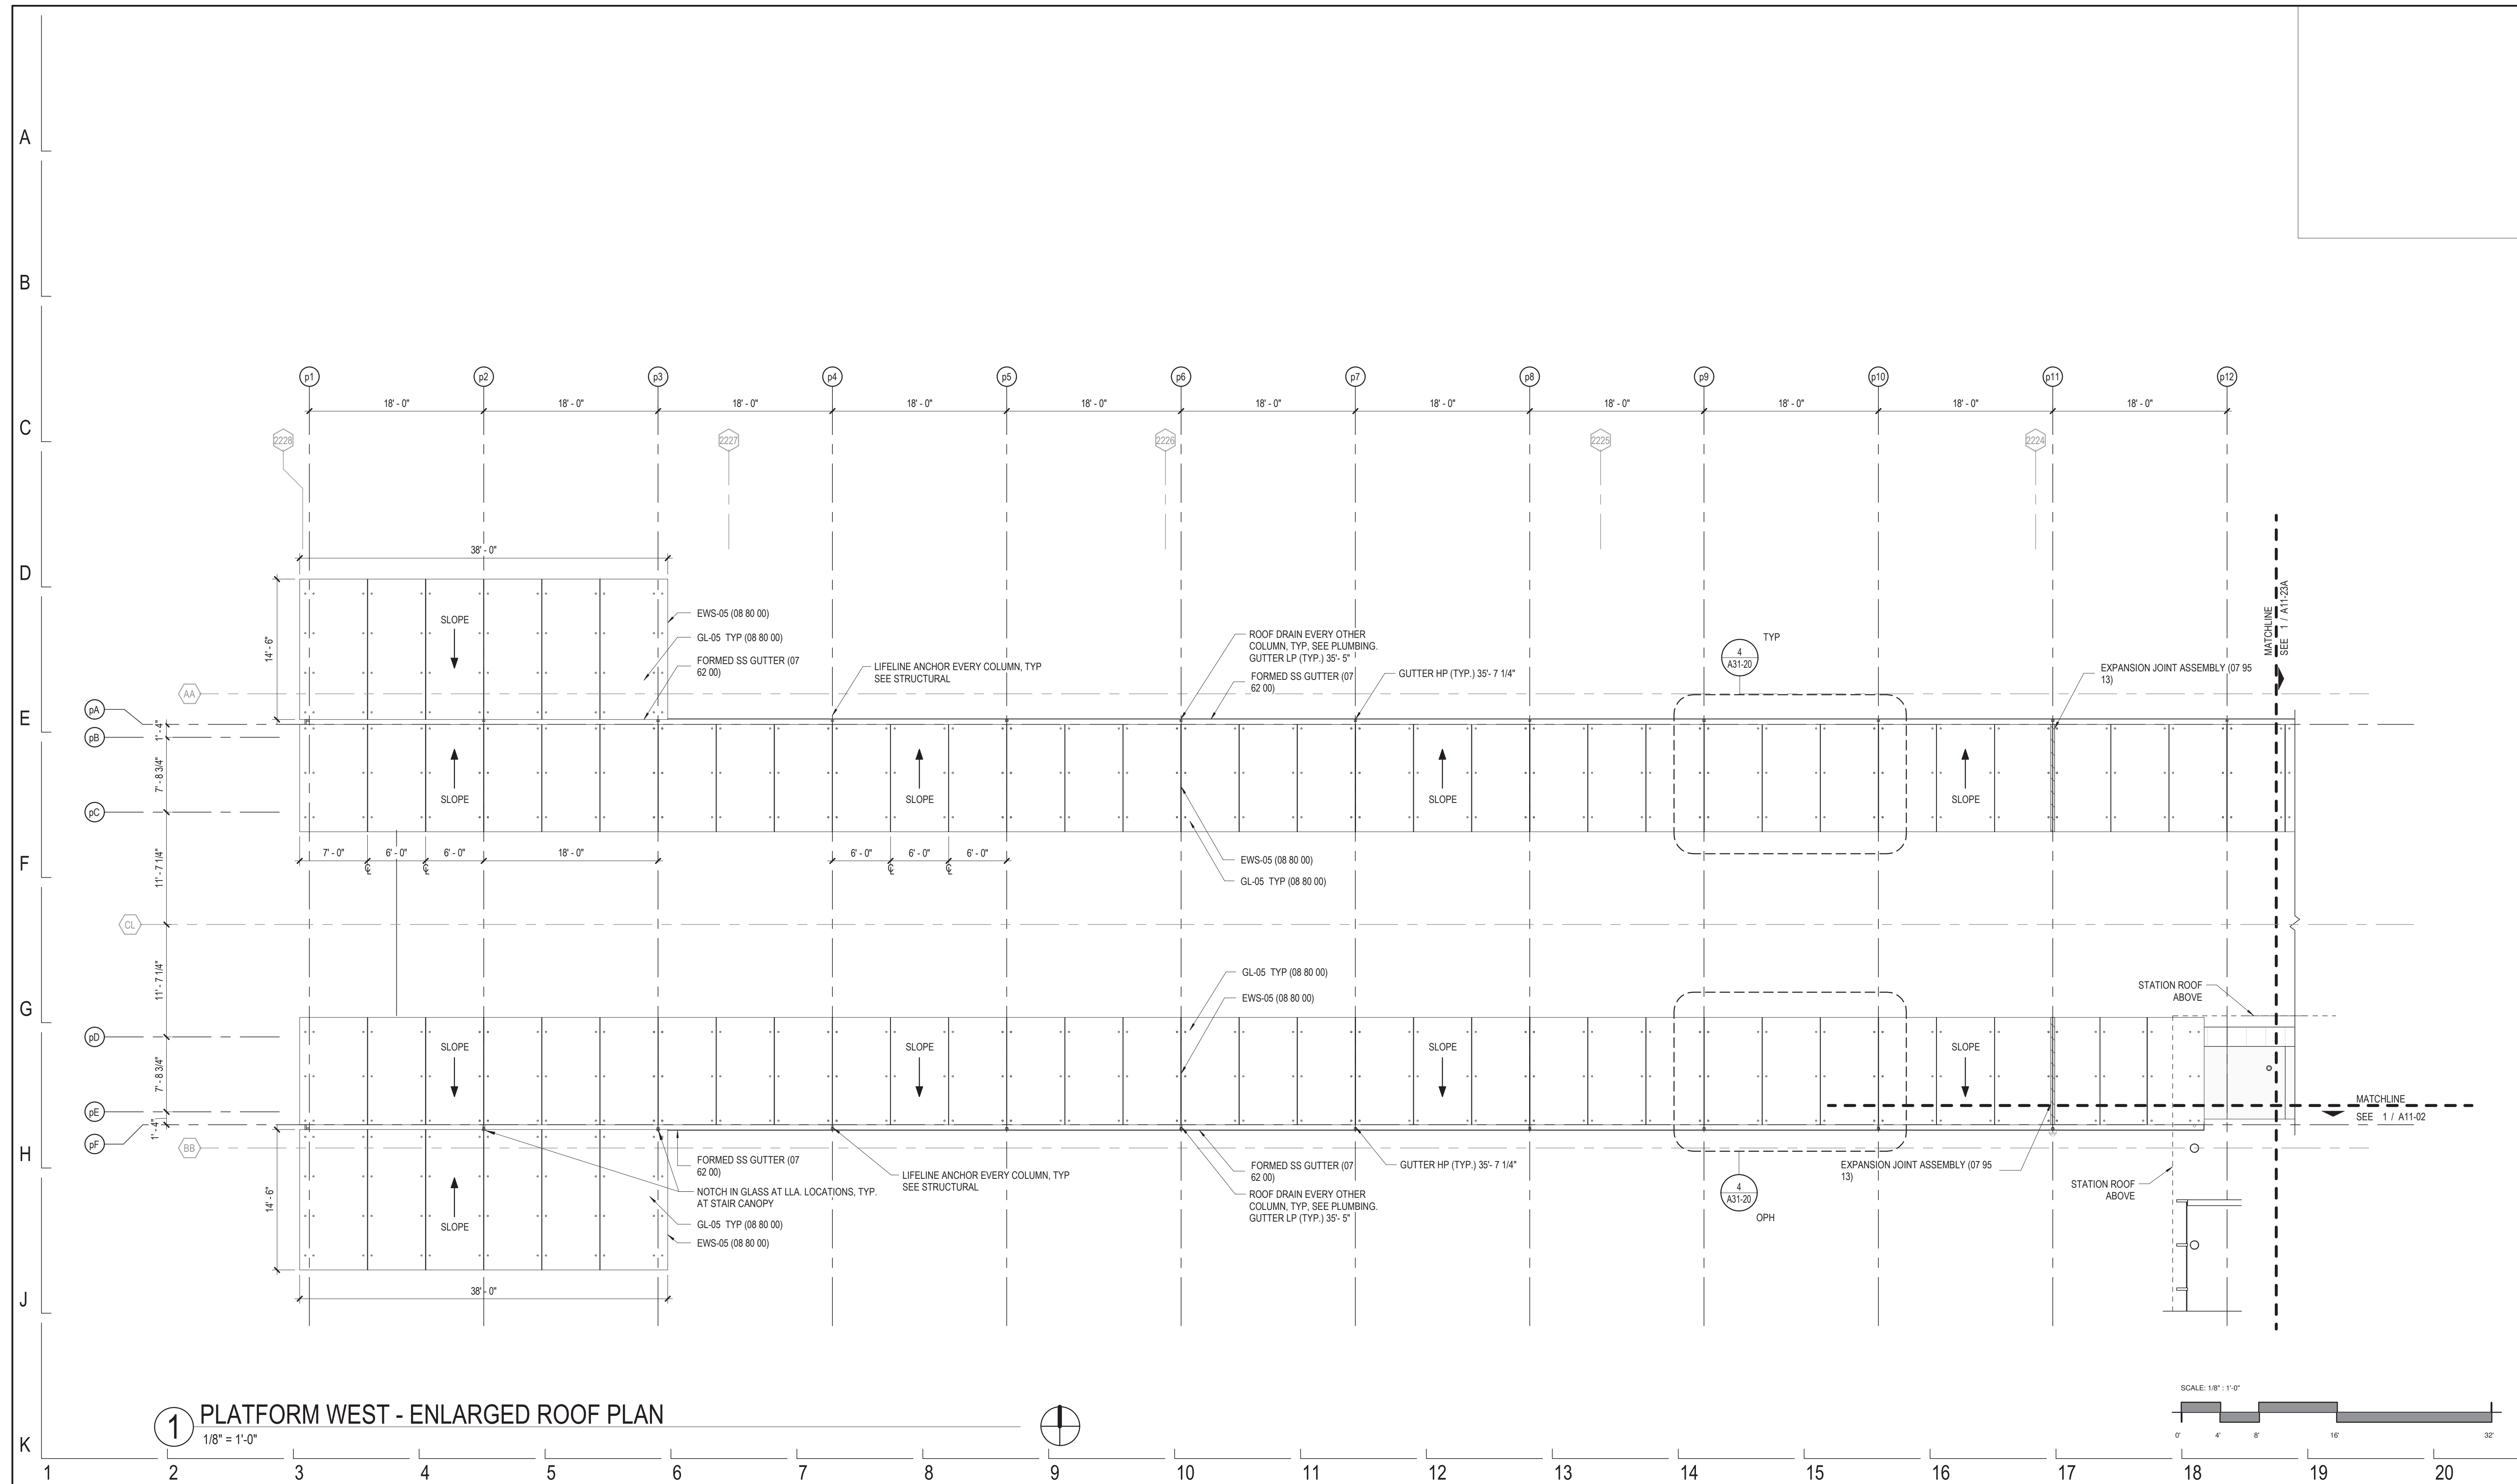 A
B
C
D
E
F
G
H
J
K
p1
p2
p3
p4
p5
p6
p7
p8
p9
p10
p11
p12
18' - 0"
18' - 0"
18' - 0"
18' - 0"
18' - 0"
18' - 0"
18' - 0"
18' - 0"
18' - 0"
18' - 0"
18' - 0"
2228
2227
2226
2225
2224
38' - 0"
14' - 6"
SLOPE
EWS-05 (08 80 00)
GL-05 TYP (08 80 00)
FORMED SS GUTTER (07
62 00)
LIFELINE ANCHOR EVERY COLUMN, TYP
SEE STRUCTURAL
ROOF DRAIN EVERY OTHER
COLUMN, TYP, SEE PLUMBING.
GUTTER LP (TYP.) 35'- 5"
FORMED SS GUTTER (07
62 00)
GUTTER HP (TYP.) 35'- 7 1/4"
4
A31-20
TYP
EXPANSION JOINT ASSEMBLY (07 95
13)
MATCHLINE
SEE 1 / A11-23A
AA
pA
pB
pC
1' - 4"
7' - 8 3/4"
11' - 7 1/4"
SLOPE
SLOPE
SLOPE
SLOPE
7' - 0"
6' - 0"
6' - 0"
18' - 0"
6' - 0"
6' - 0"
6' - 0"
℄
℄
℄
℄
EWS-05 (08 80 00)
GL-05 TYP (08 80 00)
CL
11' - 7 1/4"
GL-05 TYP (08 80 00)
EWS-05 (08 80 00)
STATION ROOF
ABOVE
pD
7' - 8 3/4"
SLOPE
SLOPE
SLOPE
SLOPE
pE
1' - 4"
pF
BB
MATCHLINE
SEE 1 / A11-02
FORMED SS GUTTER (07
62 00)
NOTCH IN GLASS AT LLA. LOCATIONS, TYP.
AT STAIR CANOPY
GL-05 TYP (08 80 00)
EWS-05 (08 80 00)
LIFELINE ANCHOR EVERY COLUMN, TYP
SEE STRUCTURAL
FORMED SS GUTTER (07
62 00)
ROOF DRAIN EVERY OTHER
COLUMN, TYP, SEE PLUMBING.
GUTTER LP (TYP.) 35'- 5"
GUTTER HP (TYP.) 35'- 7 1/4"
4
A31-20
OPH
EXPANSION JOINT ASSEMBLY (07 95
13)
STATION ROOF
ABOVE
14' - 6"
SLOPE
38' - 0"
1
PLATFORM WEST - ENLARGED ROOF PLAN
1/8" = 1'-0"
SCALE: 1/8" : 1'-0"
0'
4'
8'
16'
32'
1
2
3
4
5
6
7
8
9
10
11
12
13
14
15
16
17
18
19
20